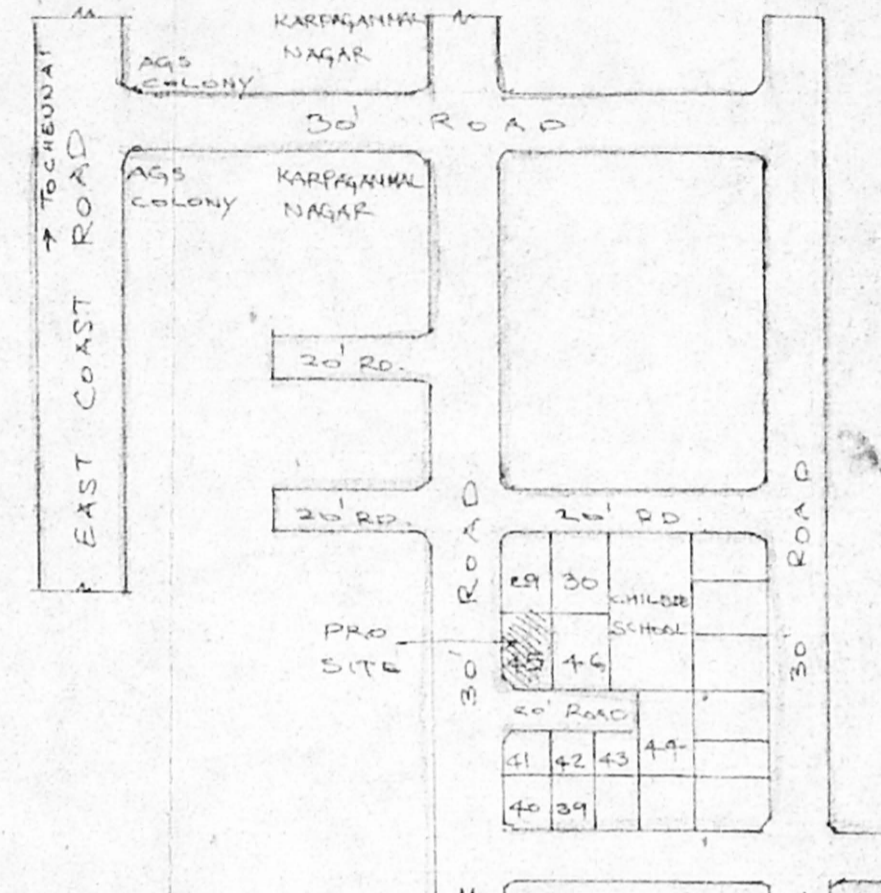 KARPAGAMMAL
NAGAR
AGS
COLONY
30' ROAD
→ TO CHENNAI
EAST COAST ROAD
AGS
COLONY
KARPAGAMMAL
NAGAR
20' RD.
20' RD.
20' RD.
30' ROAD
30' ROAD
29 30
CHILDRE
SCHOOL
PRO
SITE
46
20' ROAD
41 42 43 44
40 39